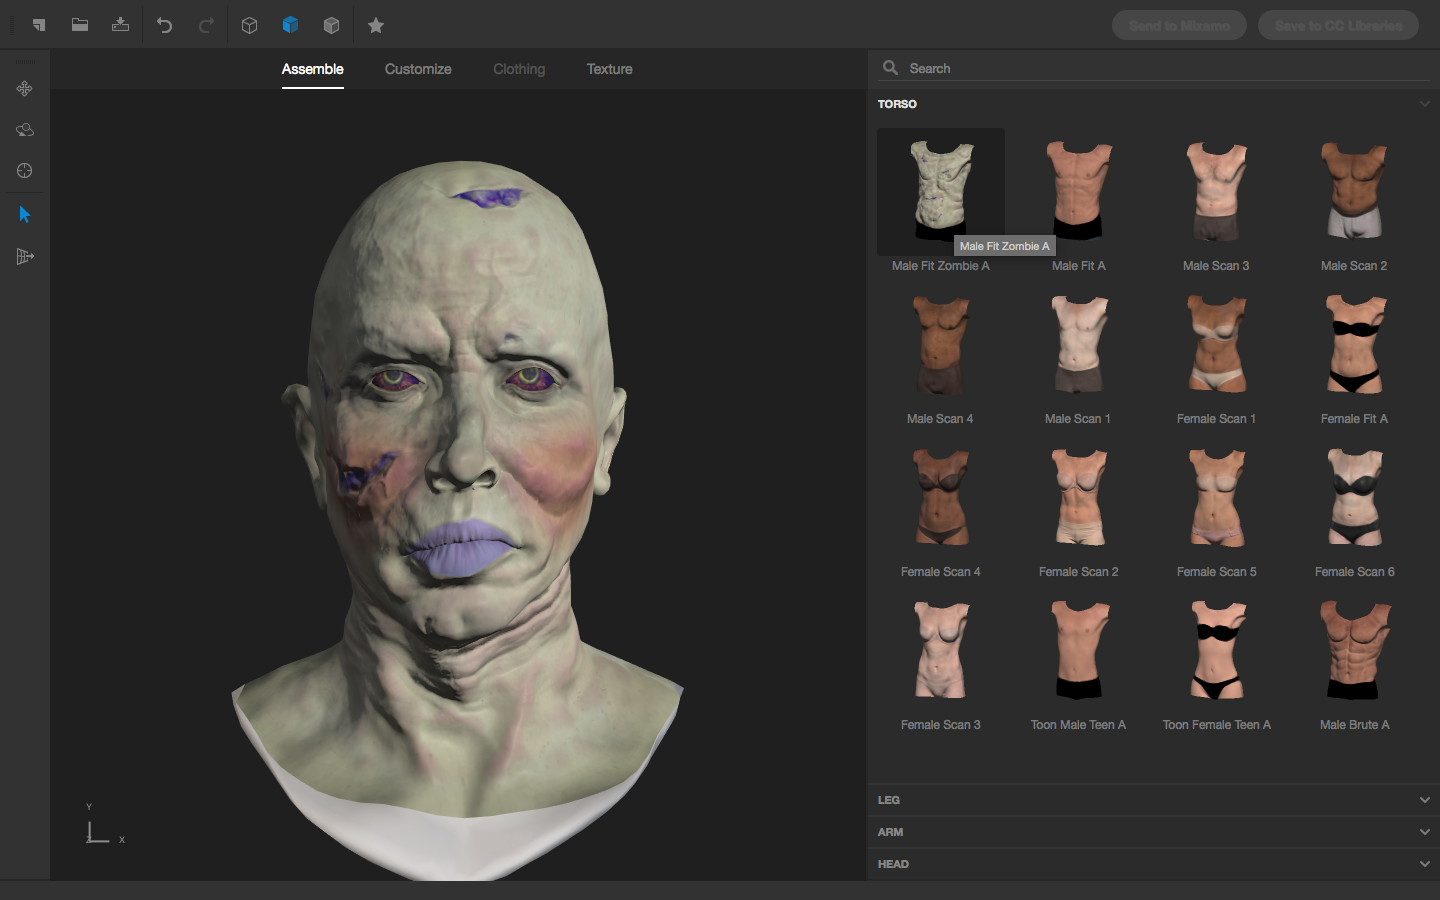 Send to Mixamo
Save to CC Libraries
Assemble
Customize
Clothing
Texture
Search
TORSO
Male Fit Zombie A
Male Fit Zombie A
Male Fit A
Male Scan 3
Male Scan 2
Male Scan 4
Male Scan 1
Female Scan 1
Female Fit A
Female Scan 4
Female Scan 2
Female Scan 5
Female Scan 6
Female Scan 3
Toon Male Teen A
Toon Female Teen A
Male Brute A
LEG
ARM
HEAD
Y
Z
X